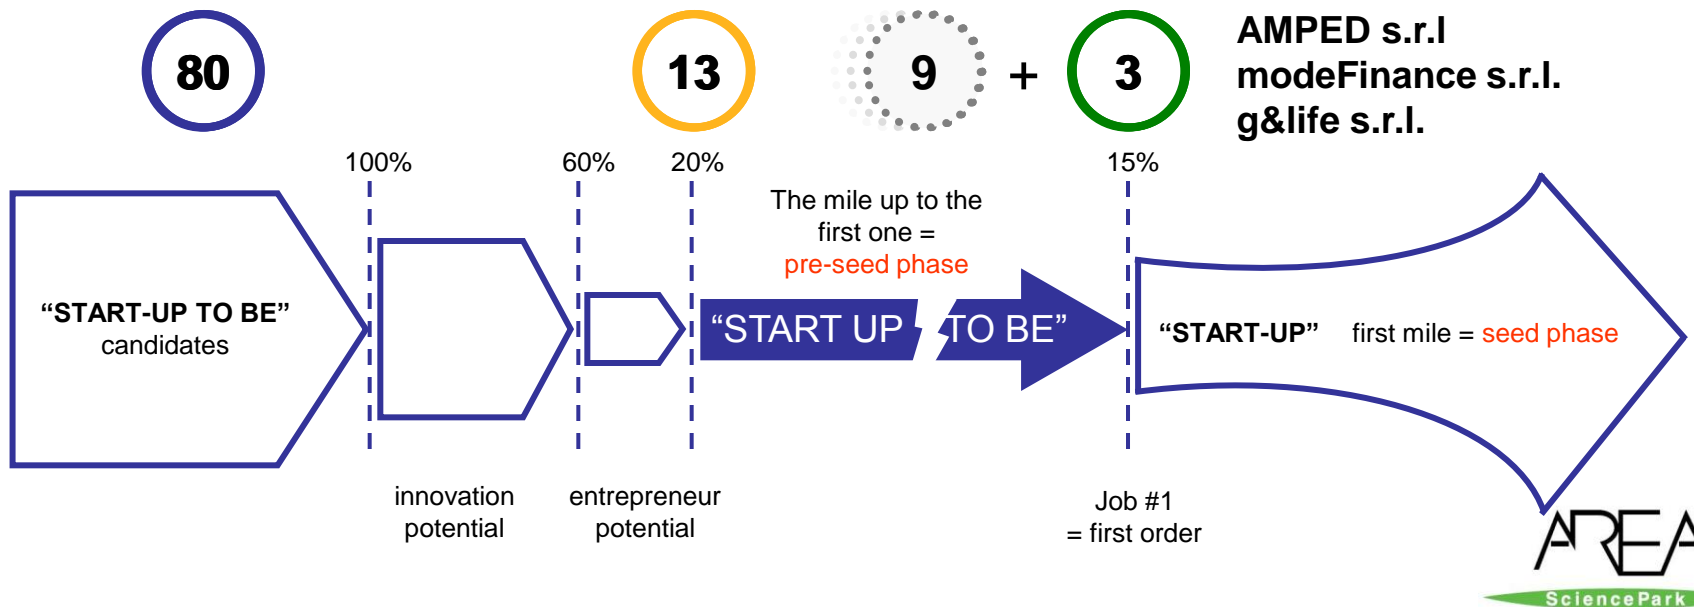 80
13
9
+
3
AMPED s.r.l
modeFinance s.r.l.
g&life s.r.l.
100%
60%
20%
15%
The mile up to the
first one =
pre-seed phase
“START-UP TO BE”
candidates
“START UP TO BE”
“START-UP” first mile = seed phase
innovation
potential
entrepreneur
potential
Job #1
= first order
AREA
SciencePark